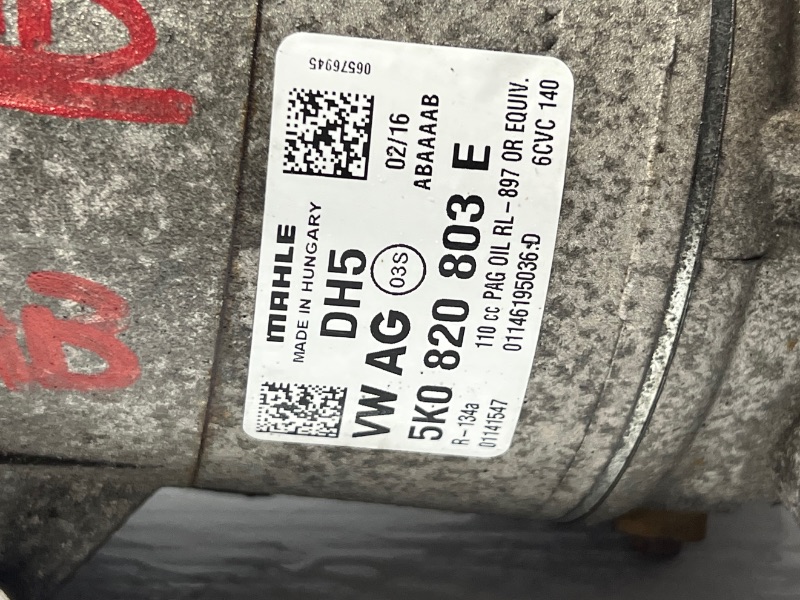 06576945
02/16
ABAAAAB
MAHLE
MADE IN HUNGARY
DH5
VW AG 03S
5K0 820 803 E
R-134a 110 cc PAG OIL RL-897 OR EQUIV.
01141547 01146195036:D 6CVC 140